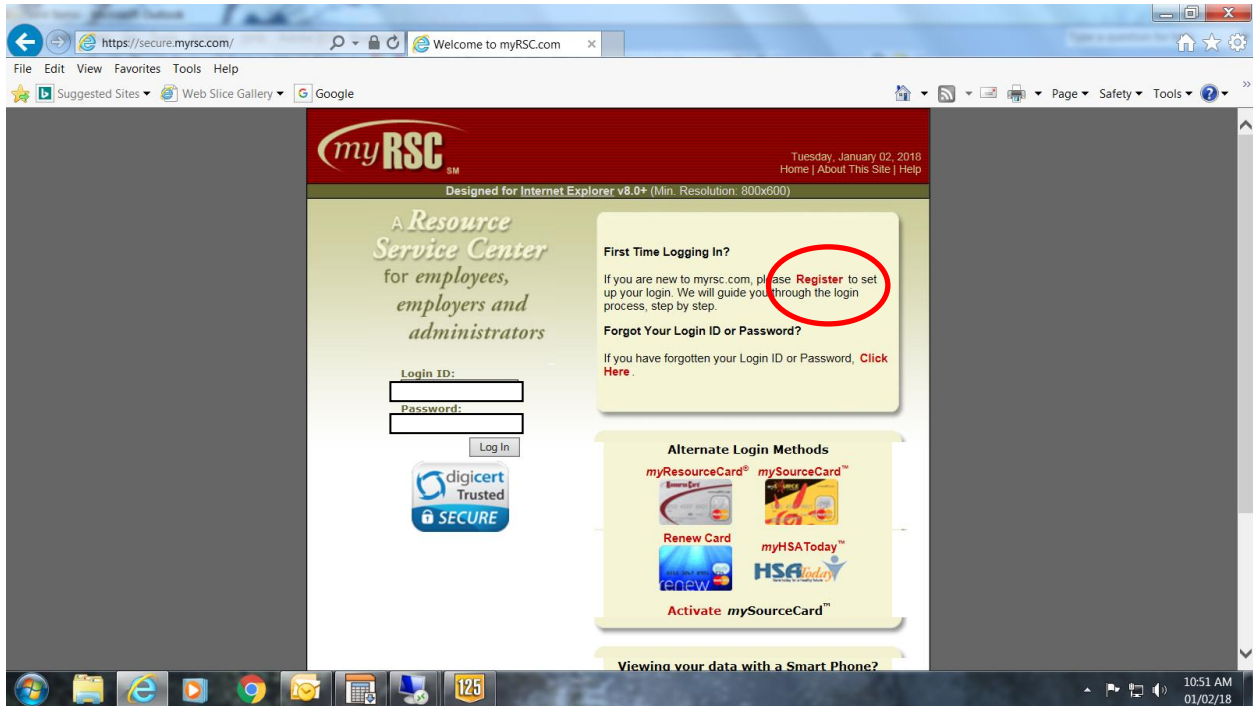 https://secure.myrsc.com/
Welcome to myRSC.com
File Edit View Favorites Tools Help
Suggested Sites Web Slice Gallery Google
Page Safety Tools
myRSC SM
Tuesday, January 02, 2018
Home | About This Site | Help
Designed for Internet Explorer v8.0+ (Min. Resolution: 800x600)
A Resource
Service Center
for employees,
employers and
administrators
Login ID:
Password:
Log In
digicert
Trusted
SECURE
First Time Logging In?
If you are new to myrsc.com, please Register to set
up your login. We will guide you through the login
process, step by step.
Forgot Your Login ID or Password?
If you have forgotten your Login ID or Password, Click
Here .
Alternate Login Methods
myResourceCard® mySourceCard™
Renew Card
renew
myHSAToday™
HSAToday
Activate mySourceCard™
Viewing your data with a Smart Phone?
125
10:51 AM
01/02/18